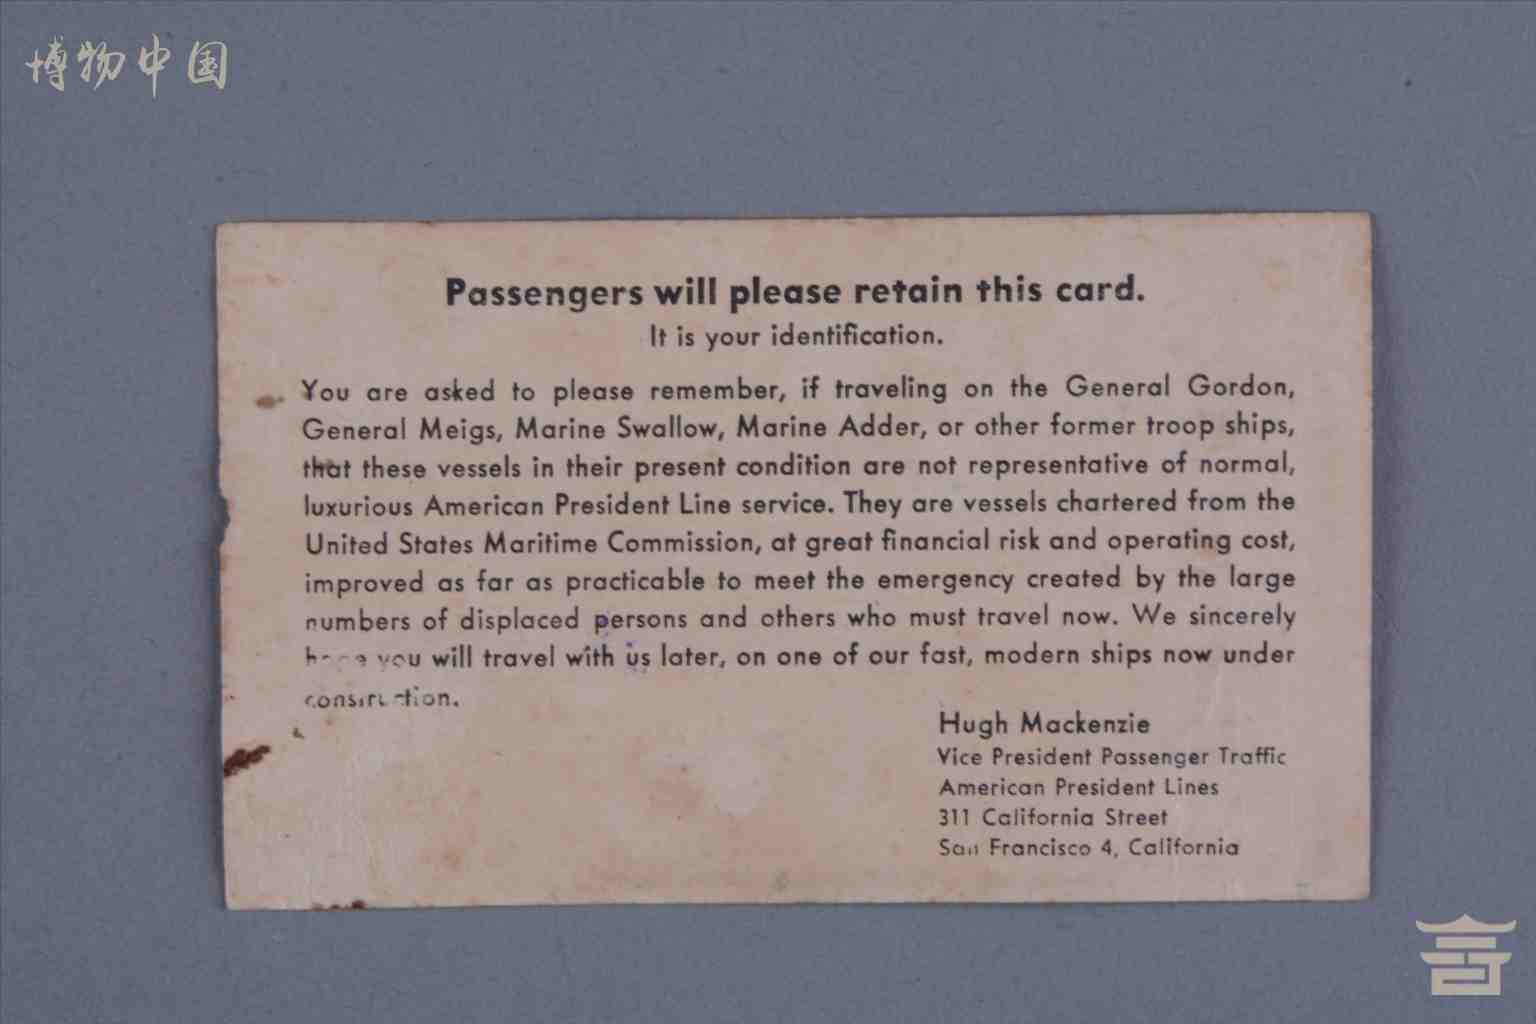 博物中国
Passengers will please retain this card.
It is your identification.
You are asked to please remember, if traveling on the General Gordon,
General Meigs, Marine Swallow, Marine Adder, or other former troop ships,
that these vessels in their present condition are not representative of normal,
luxurious American President Line service. They are vessels chartered from the
United States Maritime Commission, at great financial risk and operating cost,
improved as far as practicable to meet the emergency created by the large
numbers of displaced persons and others who must travel now. We sincerely
hope you will travel with us later, on one of our fast, modern ships now under
construction.
Hugh Mackenzie
Vice President Passenger Traffic
American President Lines
311 California Street
San Francisco 4, California